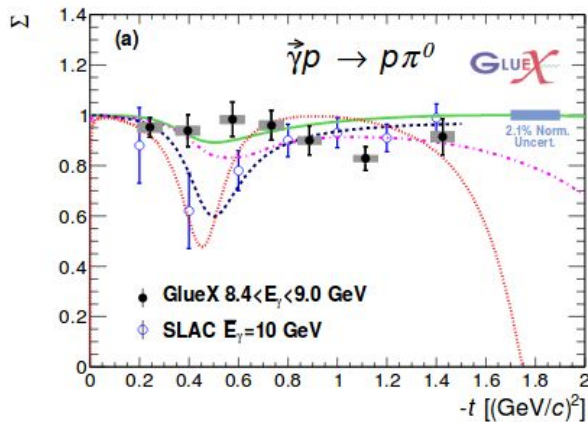 Σ
1.4
(a)
γ⃗p → pπ⁰
GLUEX
1.2
1
2.1% Norm.
Uncert.
0.8
0.6
0.4
GlueX 8.4<Eγ<9.0 GeV
0.2
SLAC E̅γ=10 GeV
0
0 0.2 0.4 0.6 0.8 1 1.2 1.4 1.6 1.8 2
-t [(GeV/c)²]